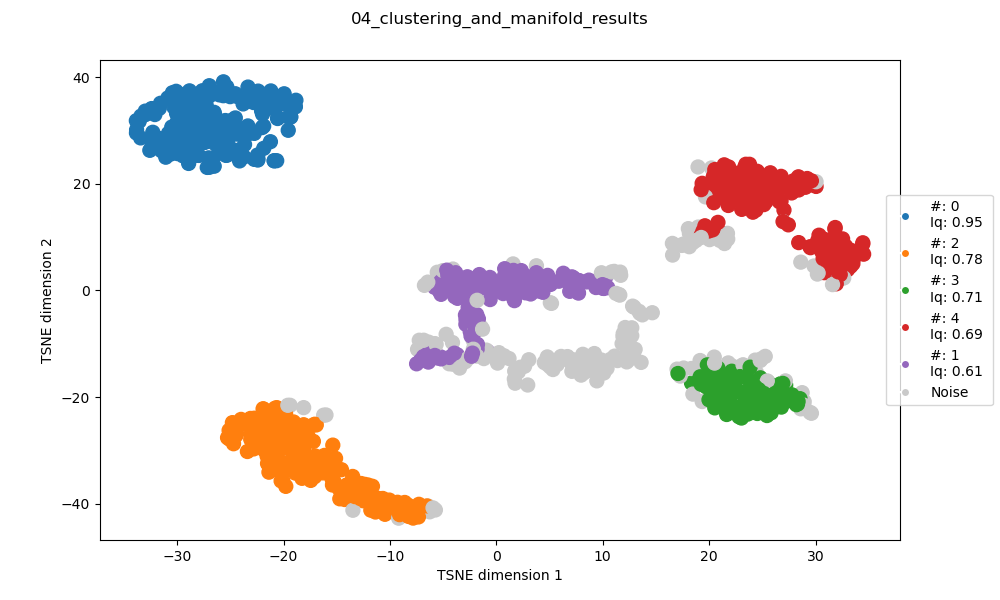 04_clustering_and_manifold_results
40
20
0
−20
−40
TSNE dimension 2
−30
−20
−10
0
10
20
30
TSNE dimension 1
#: 0
Iq: 0.95
#: 2
Iq: 0.78
#: 3
Iq: 0.71
#: 4
Iq: 0.69
#: 1
Iq: 0.61
Noise